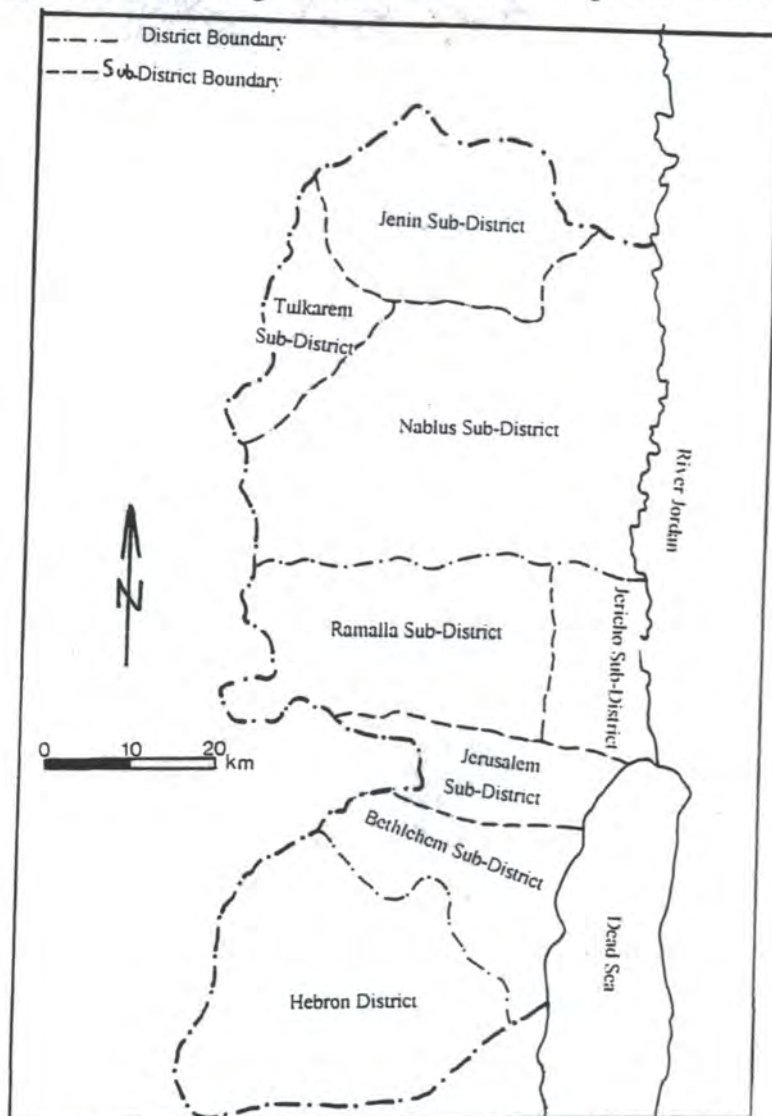 District Boundary
Sub-District Boundary
Jenin Sub-District
Tulkarem
Sub-District
Nablus Sub-District
River Jordan
N
Ramalla Sub-District
Jericho Sub-District
0 10 20
km
Jerusalem
Sub-District
Bethlehem Sub-District
Dead Sea
Hebron District